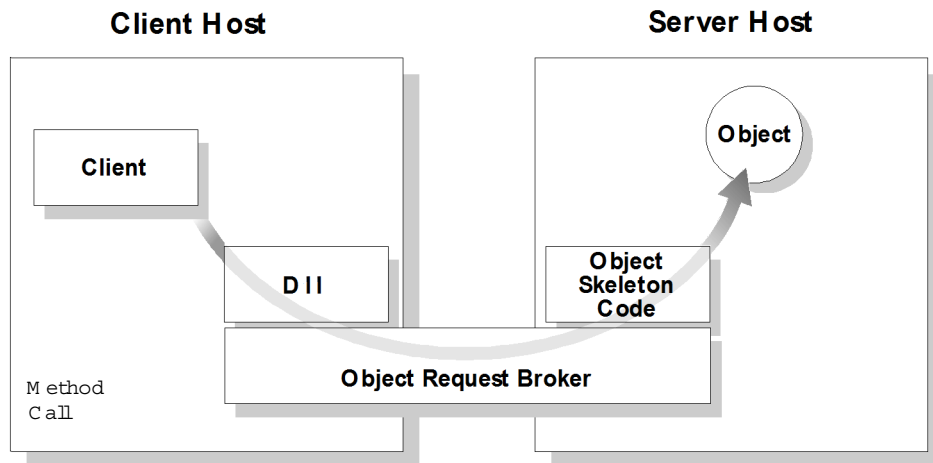 Client Host
Server Host
Client
Object
DII
Object
Skeleton
Code
Object Request Broker
Method
Call